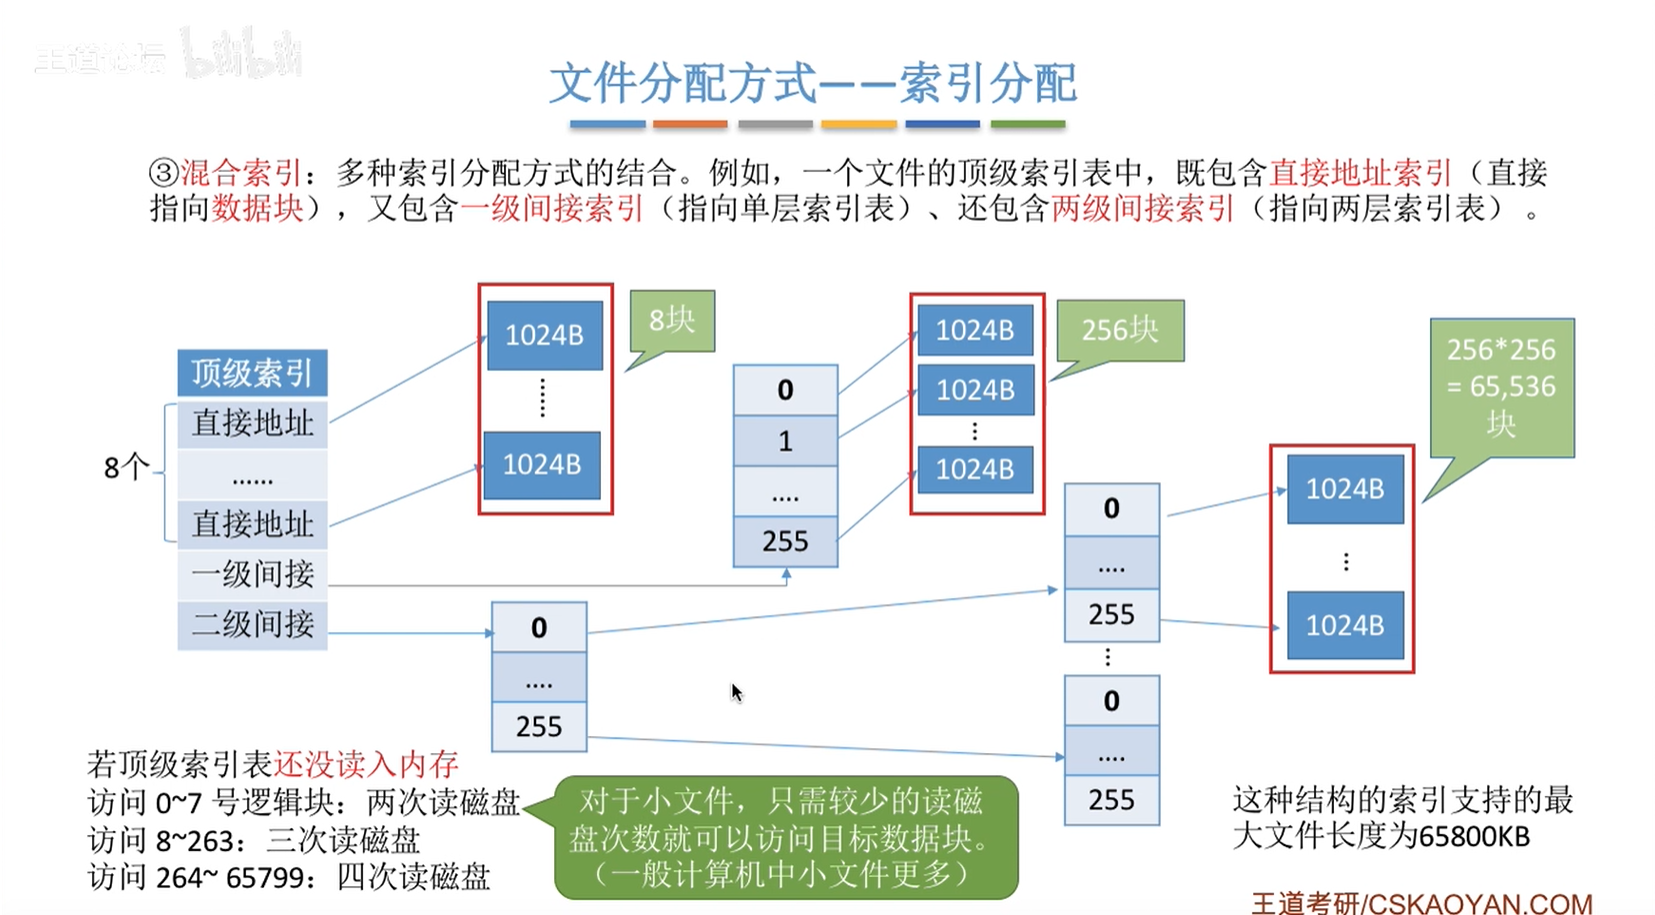 王道论坛 bilibili
文件分配方式——索引分配
③混合索引：多种索引分配方式的结合。例如，一个文件的顶级索引表中，既包含直接地址索引（直接
指向数据块），又包含一级间接索引（指向单层索引表）、还包含两级间接索引（指向两层索引表） 。
顶级索引
8个
直接地址
......
直接地址
一级间接
二级间接
1024B
1024B
8块
0
1
....
255
1024B
1024B
1024B
256块
0
....
255
0
....
255
0
....
255
1024B
1024B
256*256
= 65,536
块
若顶级索引表还没读入内存
访问 0~7 号逻辑块：两次读磁盘
访问 8~263：三次读磁盘
访问 264~ 65799：四次读磁盘
对于小文件，只需较少的读磁
盘次数就可以访问目标数据块。
（一般计算机中小文件更多）
这种结构的索引支持的最
大文件长度为65800KB
王道考研/CSKAOYAN.COM